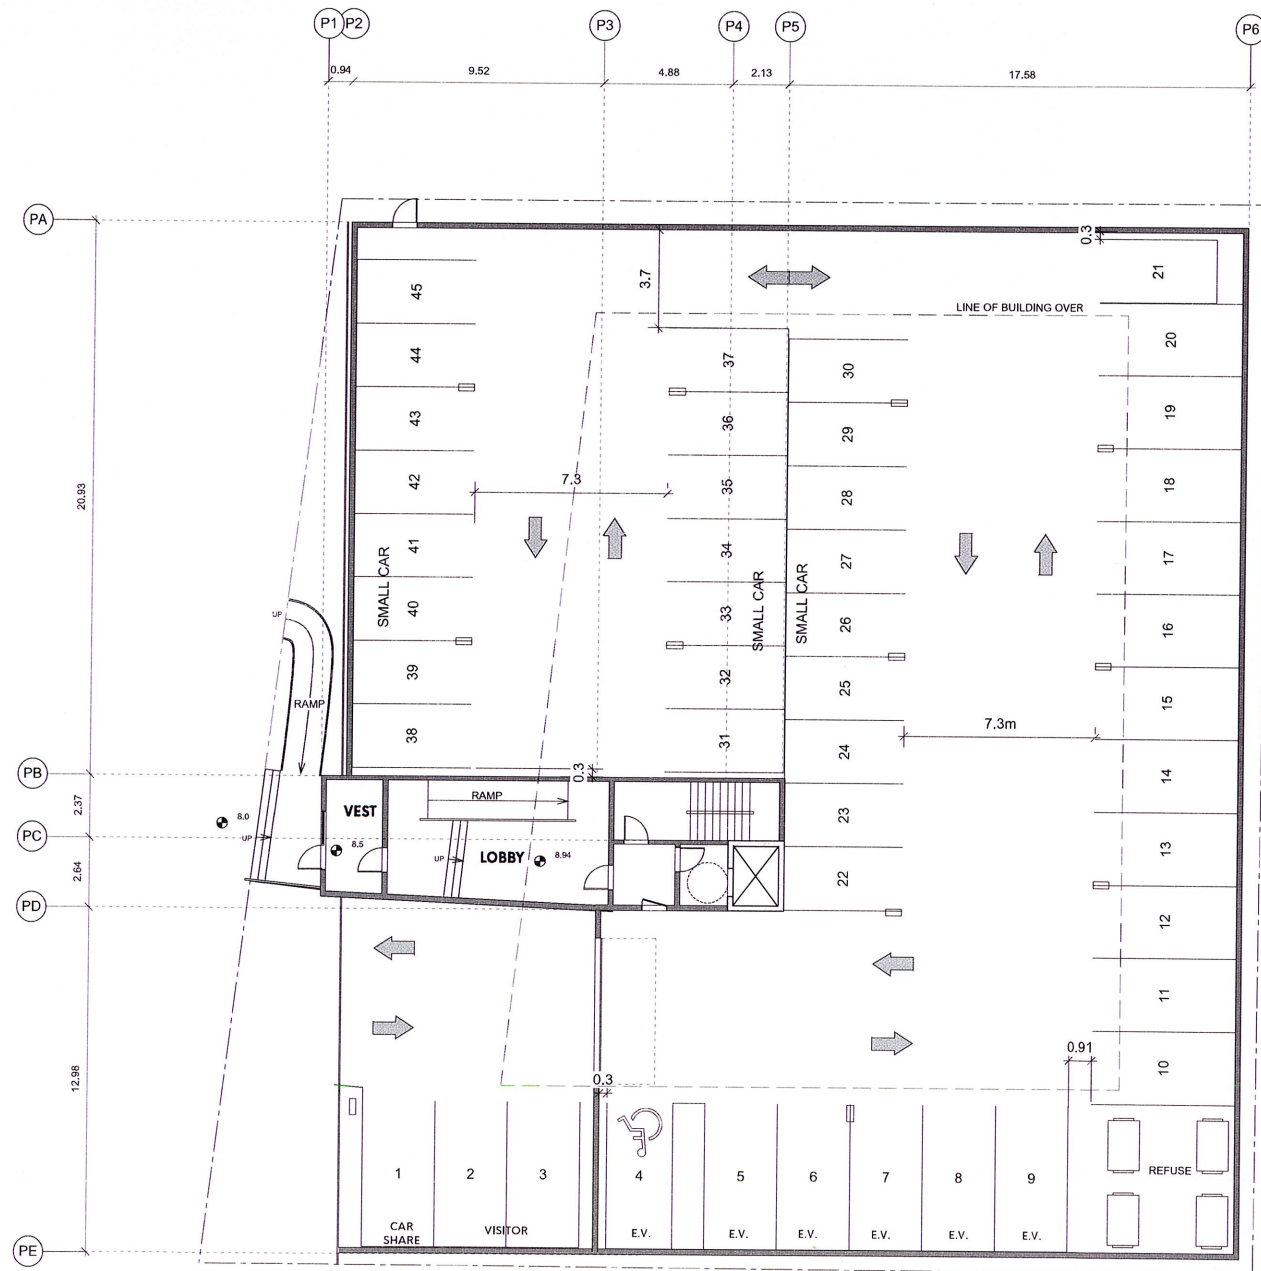 P1 P2 P3 P4 P5 P6
0.94 9.52 4.88 2.13 17.58
PA
0.3
3.7
21
45
LINE OF BUILDING OVER
20
44
37
30
19
43
36
29
42
35
28
18
7.3
20.93
41
34
27
17
SMALL CAR
SMALL CAR
SMALL CAR
40
33
26
16
UP
39
32
25
15
RAMP
7.3m
38
31
24
14
PB
0.3
2.37
RAMP
VEST
23
8.0
13
PC
UP
8.5
UP
LOBBY
8.94
2.64
22
12
PD
11
0.91
10
12.98
0.3
1 2 3 4 5 6 7 8 9
REFUSE
CAR
SHARE
VISITOR
E.V. E.V. E.V. E.V. E.V. E.V.
PE